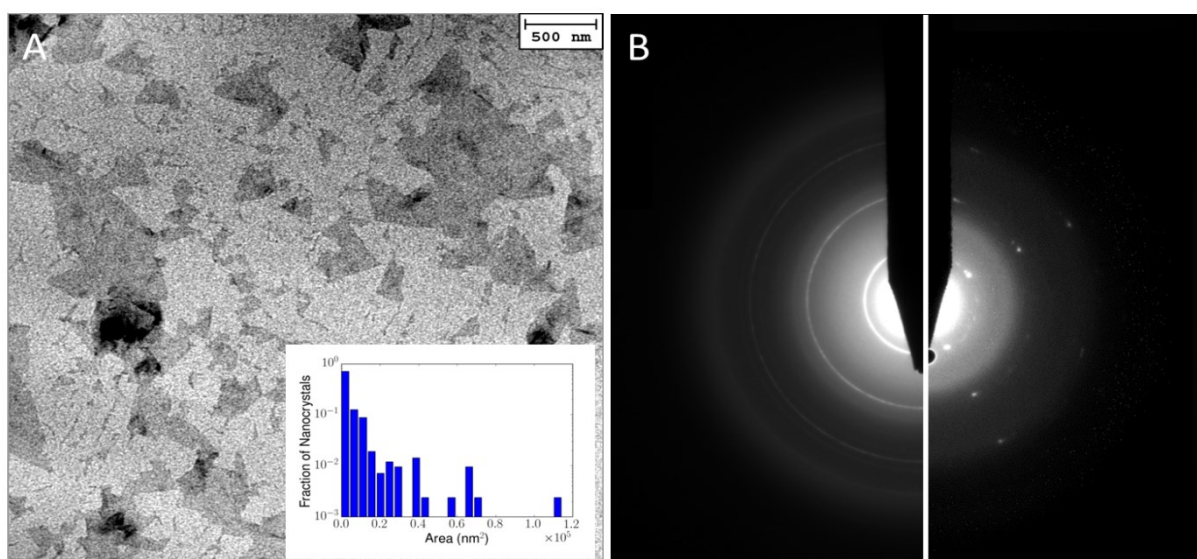 A
500 nm
B
Fraction of Nanocrystals
10⁰
10⁻¹
10⁻²
10⁻³
0.0 0.2 0.4 0.6 0.8 1.0 1.2
Area (nm²) ×10⁵